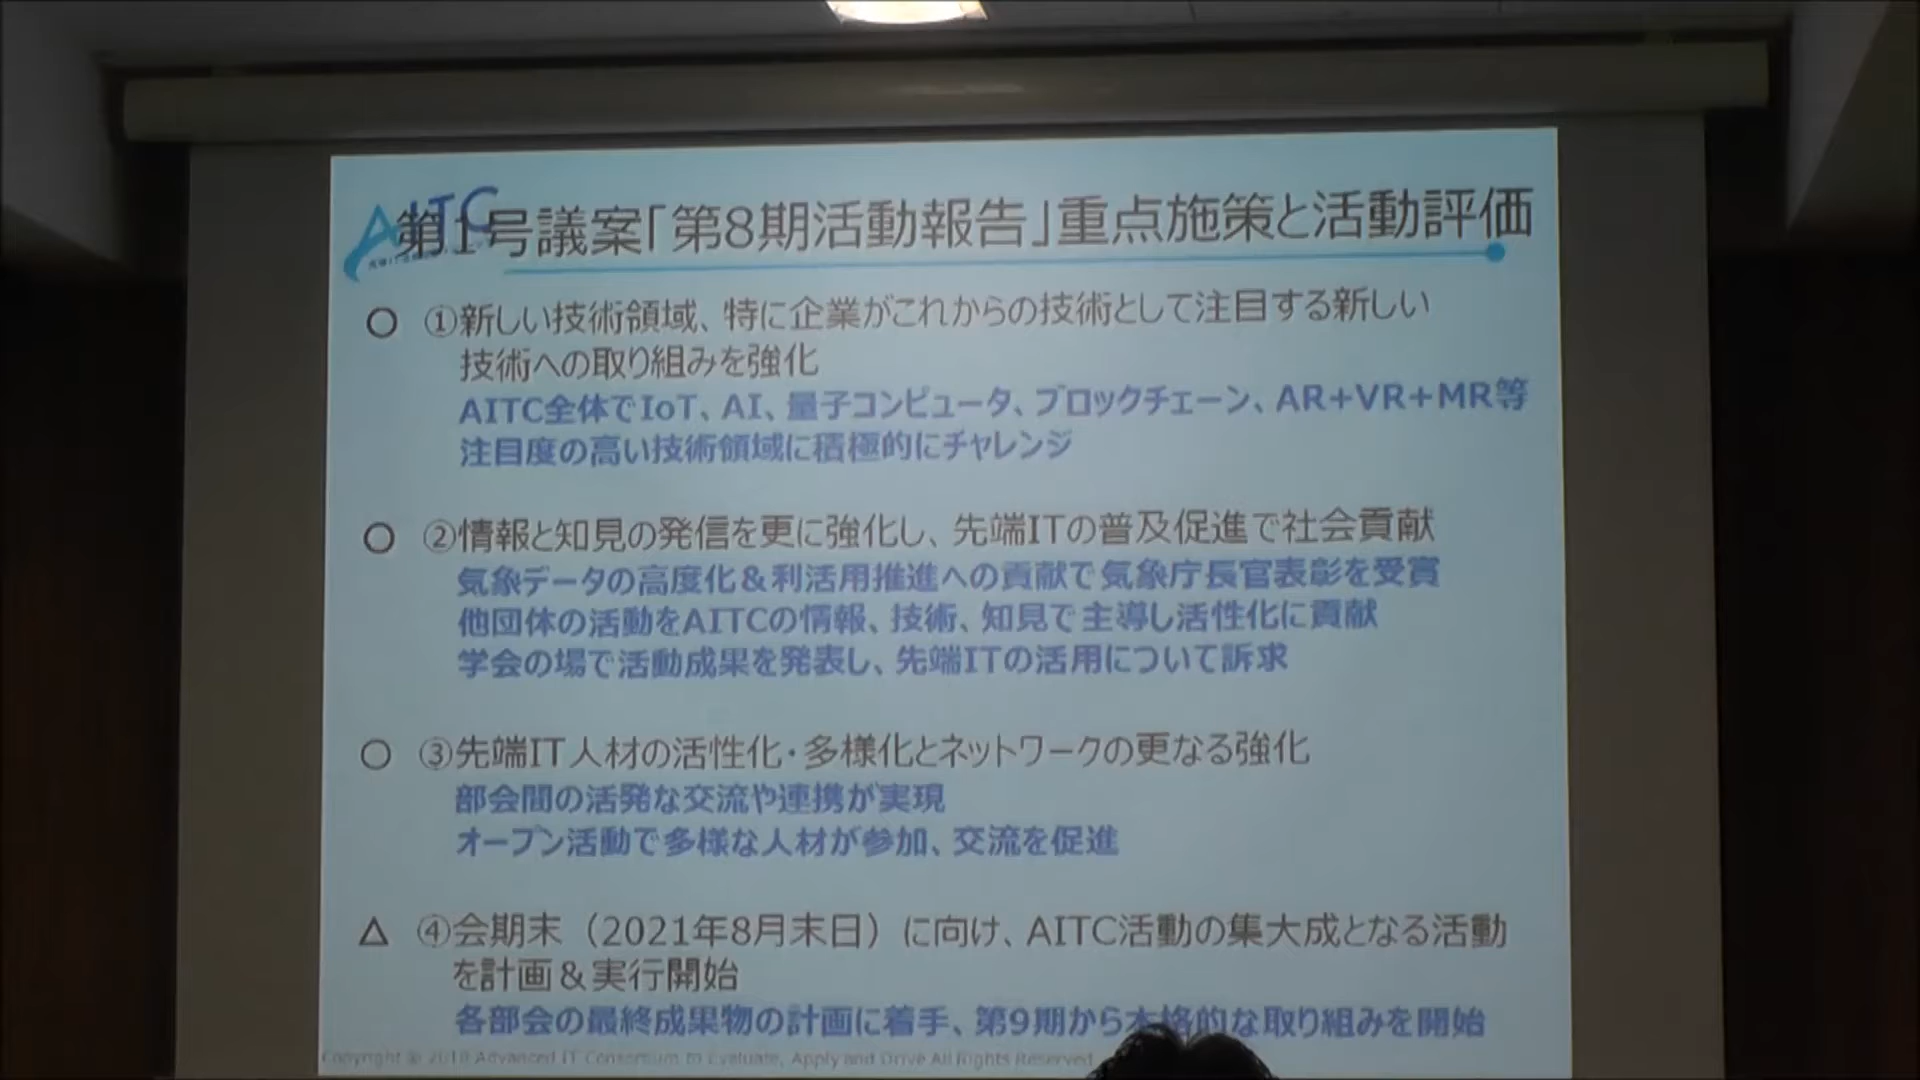 AITC
第1号議案「第8期活動報告」重点施策と活動評価
○ ①新しい技術領域、特に企業がこれからの技術として注目する新しい
技術への取り組みを強化
AITC全体でIoT、AI、量子コンピュータ、ブロックチェーン、AR+VR+MR等
注目度の高い技術領域に積極的にチャレンジ
○ ②情報と知見の発信を更に強化し、先端ITの普及促進で社会貢献
気象データの高度化&利活用推進への貢献で気象庁長官表彰を受賞
他団体の活動をAITCの情報、技術、知見で主導し活性化に貢献
学会の場で活動成果を発表し、先端ITの活用について訴求
○ ③先端IT人材の活性化・多様化とネットワークの更なる強化
部会間の活発な交流や連携が実現
オープン活動で多様な人材が参加、交流を促進
△ ④会期末（2021年8月末日）に向け、AITC活動の集大成となる活動
を計画&実行開始
各部会の最終成果物の計画に着手、第9期から本格的な取り組みを開始
Copyright © Advanced IT Consortium to Evaluate, Apply and Drive All Rights Reserved